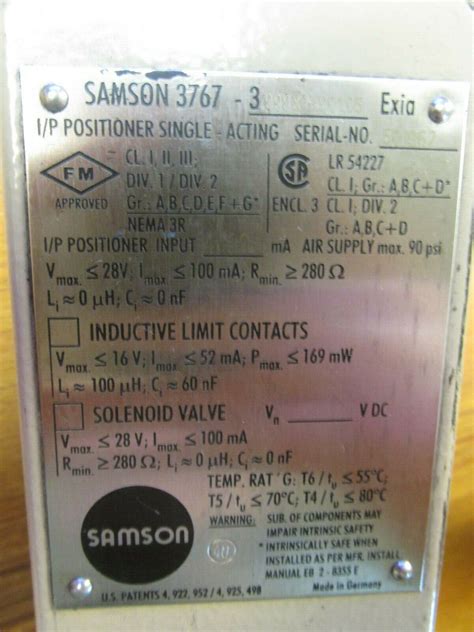 SAMSON 3767 - 3 Exia
I/P POSITIONER SINGLE - ACTING SERIAL-NO.
FM
APPROVED
CL. I, II, III;
DIV. 1 / DIV. 2
Gr.: A,B,C,D,E,F+G*
NEMA 3R
SA
LR 54227
CL. I; Gr.: A,B,C+D*
ENCL. 3 CL. I; DIV. 2
Gr.: A,B,C+D
I/P POSITIONER INPUT mA AIR SUPPLY max. 90 psi
Vmax. ≤ 28V; Imax. ≤ 100 mA; Rmin. ≥ 280 Ω
Li ≈ 0 µH; Ci ≈ 0 nF
INDUCTIVE LIMIT CONTACTS
Vmax. ≤ 16 V; Imax ≤ 52 mA; Pmax ≤ 169 mW
Li ≈ 100 µH; Ci ≈ 60 nF
SOLENOID VALVE Vn V DC
Vmax. ≤ 28 V; Imax ≤ 100 mA
Rmin. ≥ 280 Ω; Li ≈ 0 µH; Ci ≈ 0 nF
TEMP. RAT´G: T6 / tu ≤ 55°C;
T5 / tu ≤ 70°C; T4 / tu ≤ 80°C
WARNING: SUB. OF COMPONENTS MAY
IMPAIR INTRINSIC SAFETY
* INTRINSICALLY SAFE WHEN
INSTALLED AS PER MFR. INSTALL.
MANUAL EB 2 - 8355 E
SAMSON
Made in Germany
U.S. PATENTS 4, 922, 952 / 4, 925, 498